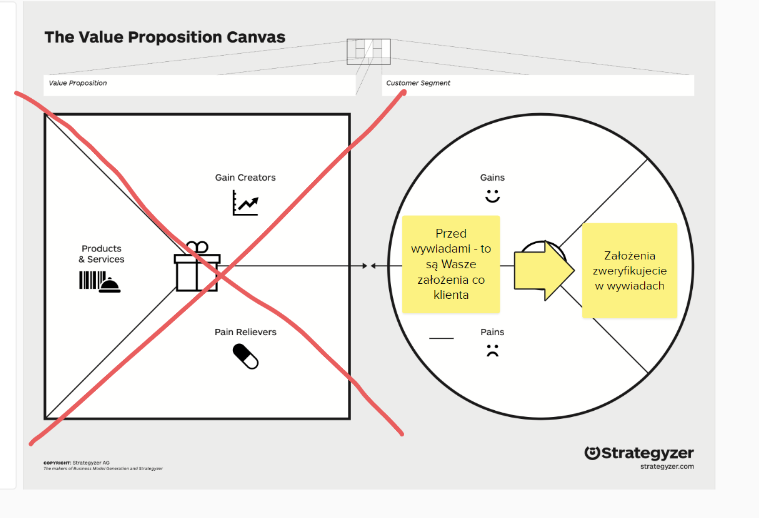 The Value Proposition Canvas
Value Proposition
Customer Segment
Gain Creators
Gains
Products
& Services
Przed
wywiadami - to
są Wasze
założenia co
klienta
Założenia
zweryfikujecie
w wywiadach
Pain Relievers
Pains
COPYRIGHT: Strategyzer AG
The makers of Business Model Generation and Strategyzer
Strategyzer
strategyzer.com